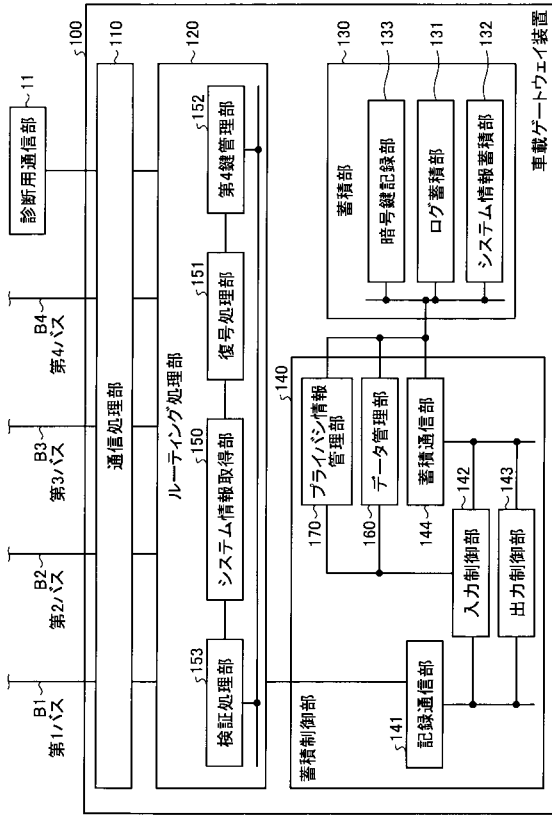 B1
第1バス
B2
第2バス
B3
第3バス
B4
第4バス
11
診断用通信部
100
110
通信処理部
120
ルーティング処理部
153
検証処理部
150
システム情報取得部
151
復号処理部
152
第4鍵管理部
140
蓄積制御部
141
記録通信部
170
プライバシ情報
管理部
160
データ管理部
144
蓄積通信部
142
入力制御部
143
出力制御部
130
蓄積部
133
暗号鍵記録部
131
ログ蓄積部
132
システム情報蓄積部
車載ゲートウェイ装置